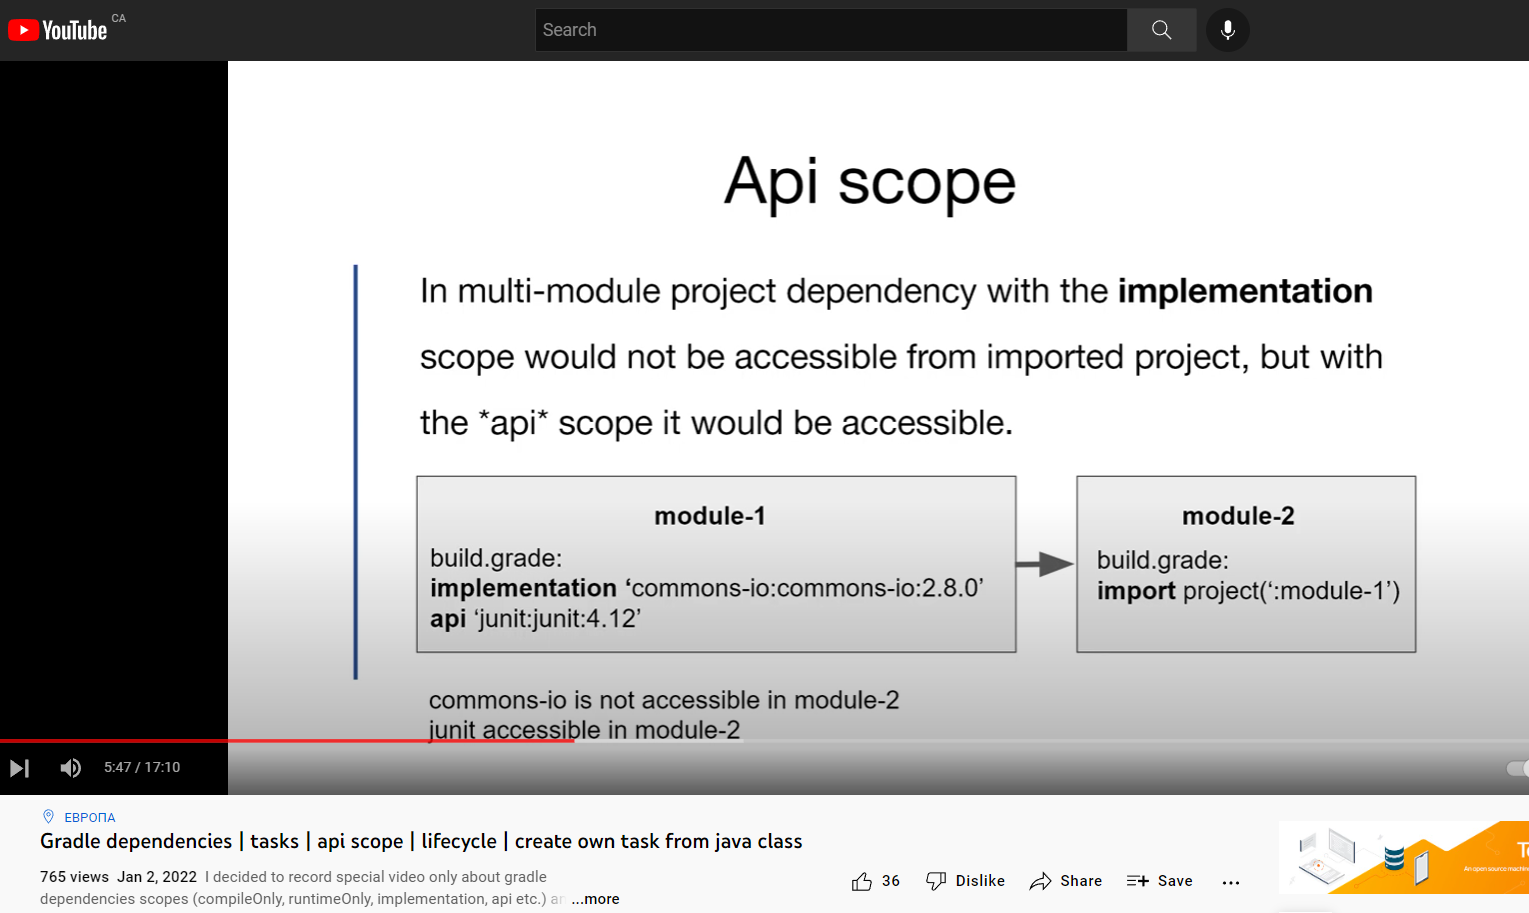 YouTube CA
Search
Api scope
In multi-module project dependency with the implementation
scope would not be accessible from imported project, but with
the *api* scope it would be accessible.
module-1
build.grade:
implementation ‘commons-io:commons-io:2.8.0’
api ‘junit:junit:4.12’
module-2
build.grade:
import project(‘:module-1’)
commons-io is not accessible in module-2
junit accessible in module-2
5:47 / 17:10
ЕВРОПА
Gradle dependencies | tasks | api scope | lifecycle | create own task from java class
765 views Jan 2, 2022 I decided to record special video only about gradle
dependencies scopes (compileOnly, runtimeOnly, implementation, api etc.) ...more
36 Dislike Share Save
An open source machin